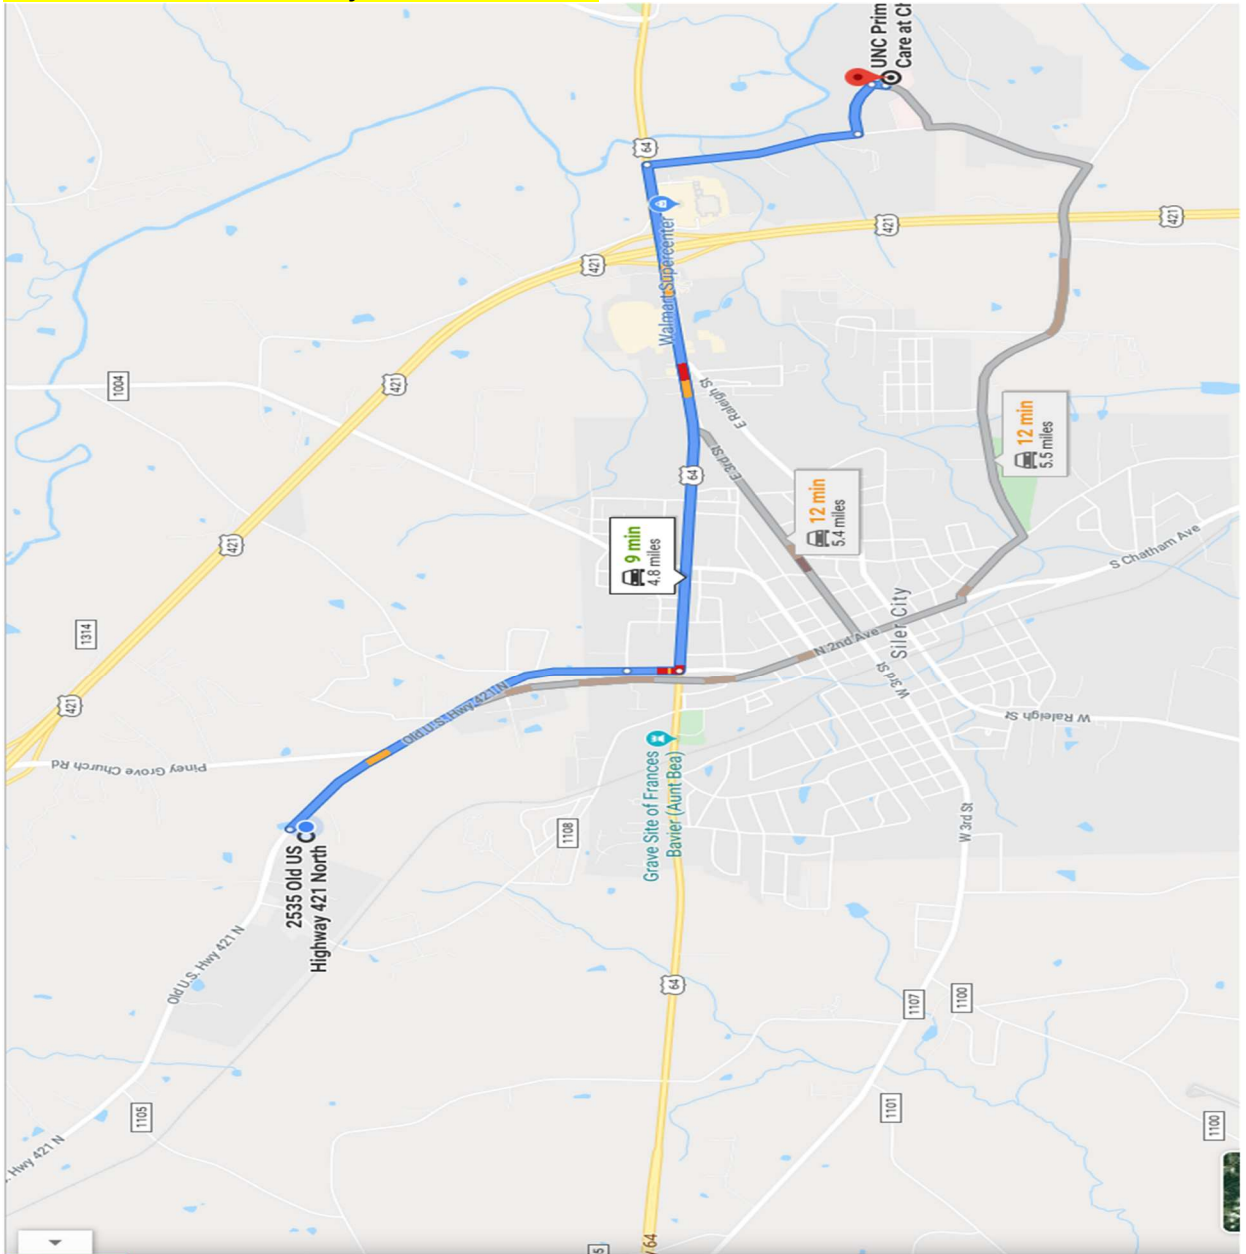 UNC Prim
Care at Ch
64
Walmart Supercenter
421
421
421
1004
421
421
421
1314
E Raleigh St
E 3rd St
64
9 min
4.8 miles
12 min
5.4 miles
12 min
5.5 miles
S Chatham Ave
N 2nd Ave
Siler City
W 3rd St
W Raleigh St
Old U.S. Hwy 421 N
Piney Grove Church Rd
2535 Old US
Highway 421 North
Grave Site of Frances
Bavier (Aunt Bea)
1108
W 3rd St
Old U.S. Hwy 421 N
64
1107
1100
1105
1101
1100
. Hwy 421 N
64
5